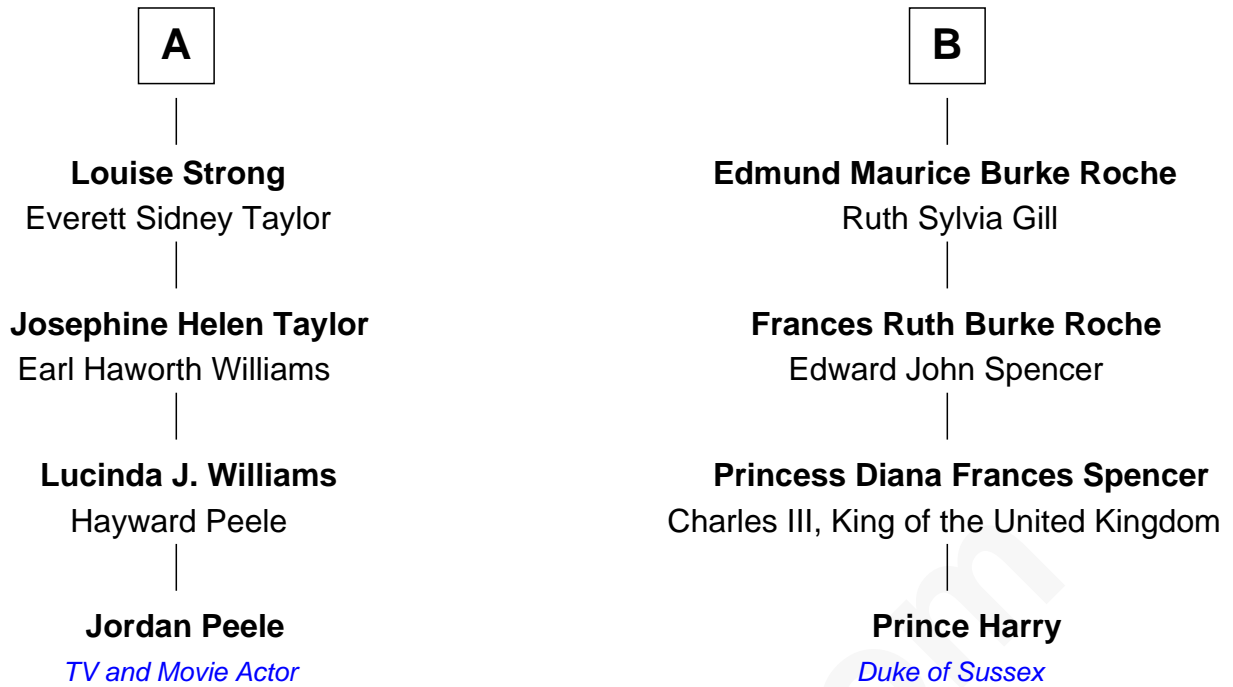 A
Louise Strong
Everett Sidney Taylor
Josephine Helen Taylor
Earl Haworth Williams
Lucinda J. Williams
Hayward Peele
Jordan Peele
TV and Movie Actor
B
Edmund Maurice Burke Roche
Ruth Sylvia Gill
Frances Ruth Burke Roche
Edward John Spencer
Princess Diana Frances Spencer
Charles III, King of the United Kingdom
Prince Harry
Duke of Sussex